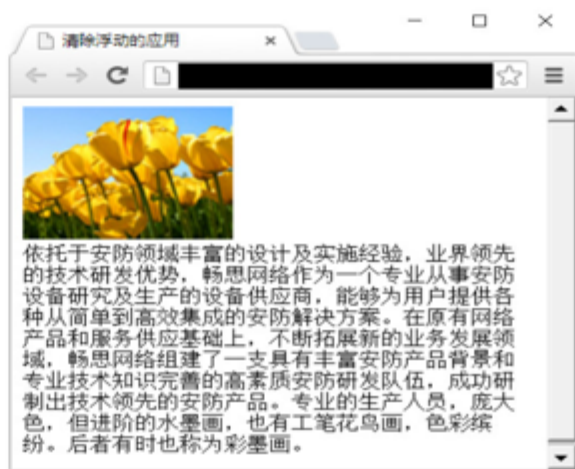 清除浮动的应用
依托于安防领域丰富的设计及实施经验，业界领先
的技术研发优势，畅思网络作为一个专业从事安防
设备研究及生产的设备供应商，能够为用户提供各
种从简单到高效集成的安防解决方案。在原有网络
产品和服务供应基础上，不断拓展新的业务发展领
域，畅思网络组建了一支具有丰富安防产品背景和
专业技术知识完善的高素质安防研发队伍，成功研
制出技术领先的安防产品。专业的生产人员，庞大
色，但进阶的水墨画，也有工笔花鸟画，色彩缤
纷。后者有时也称为彩墨画。